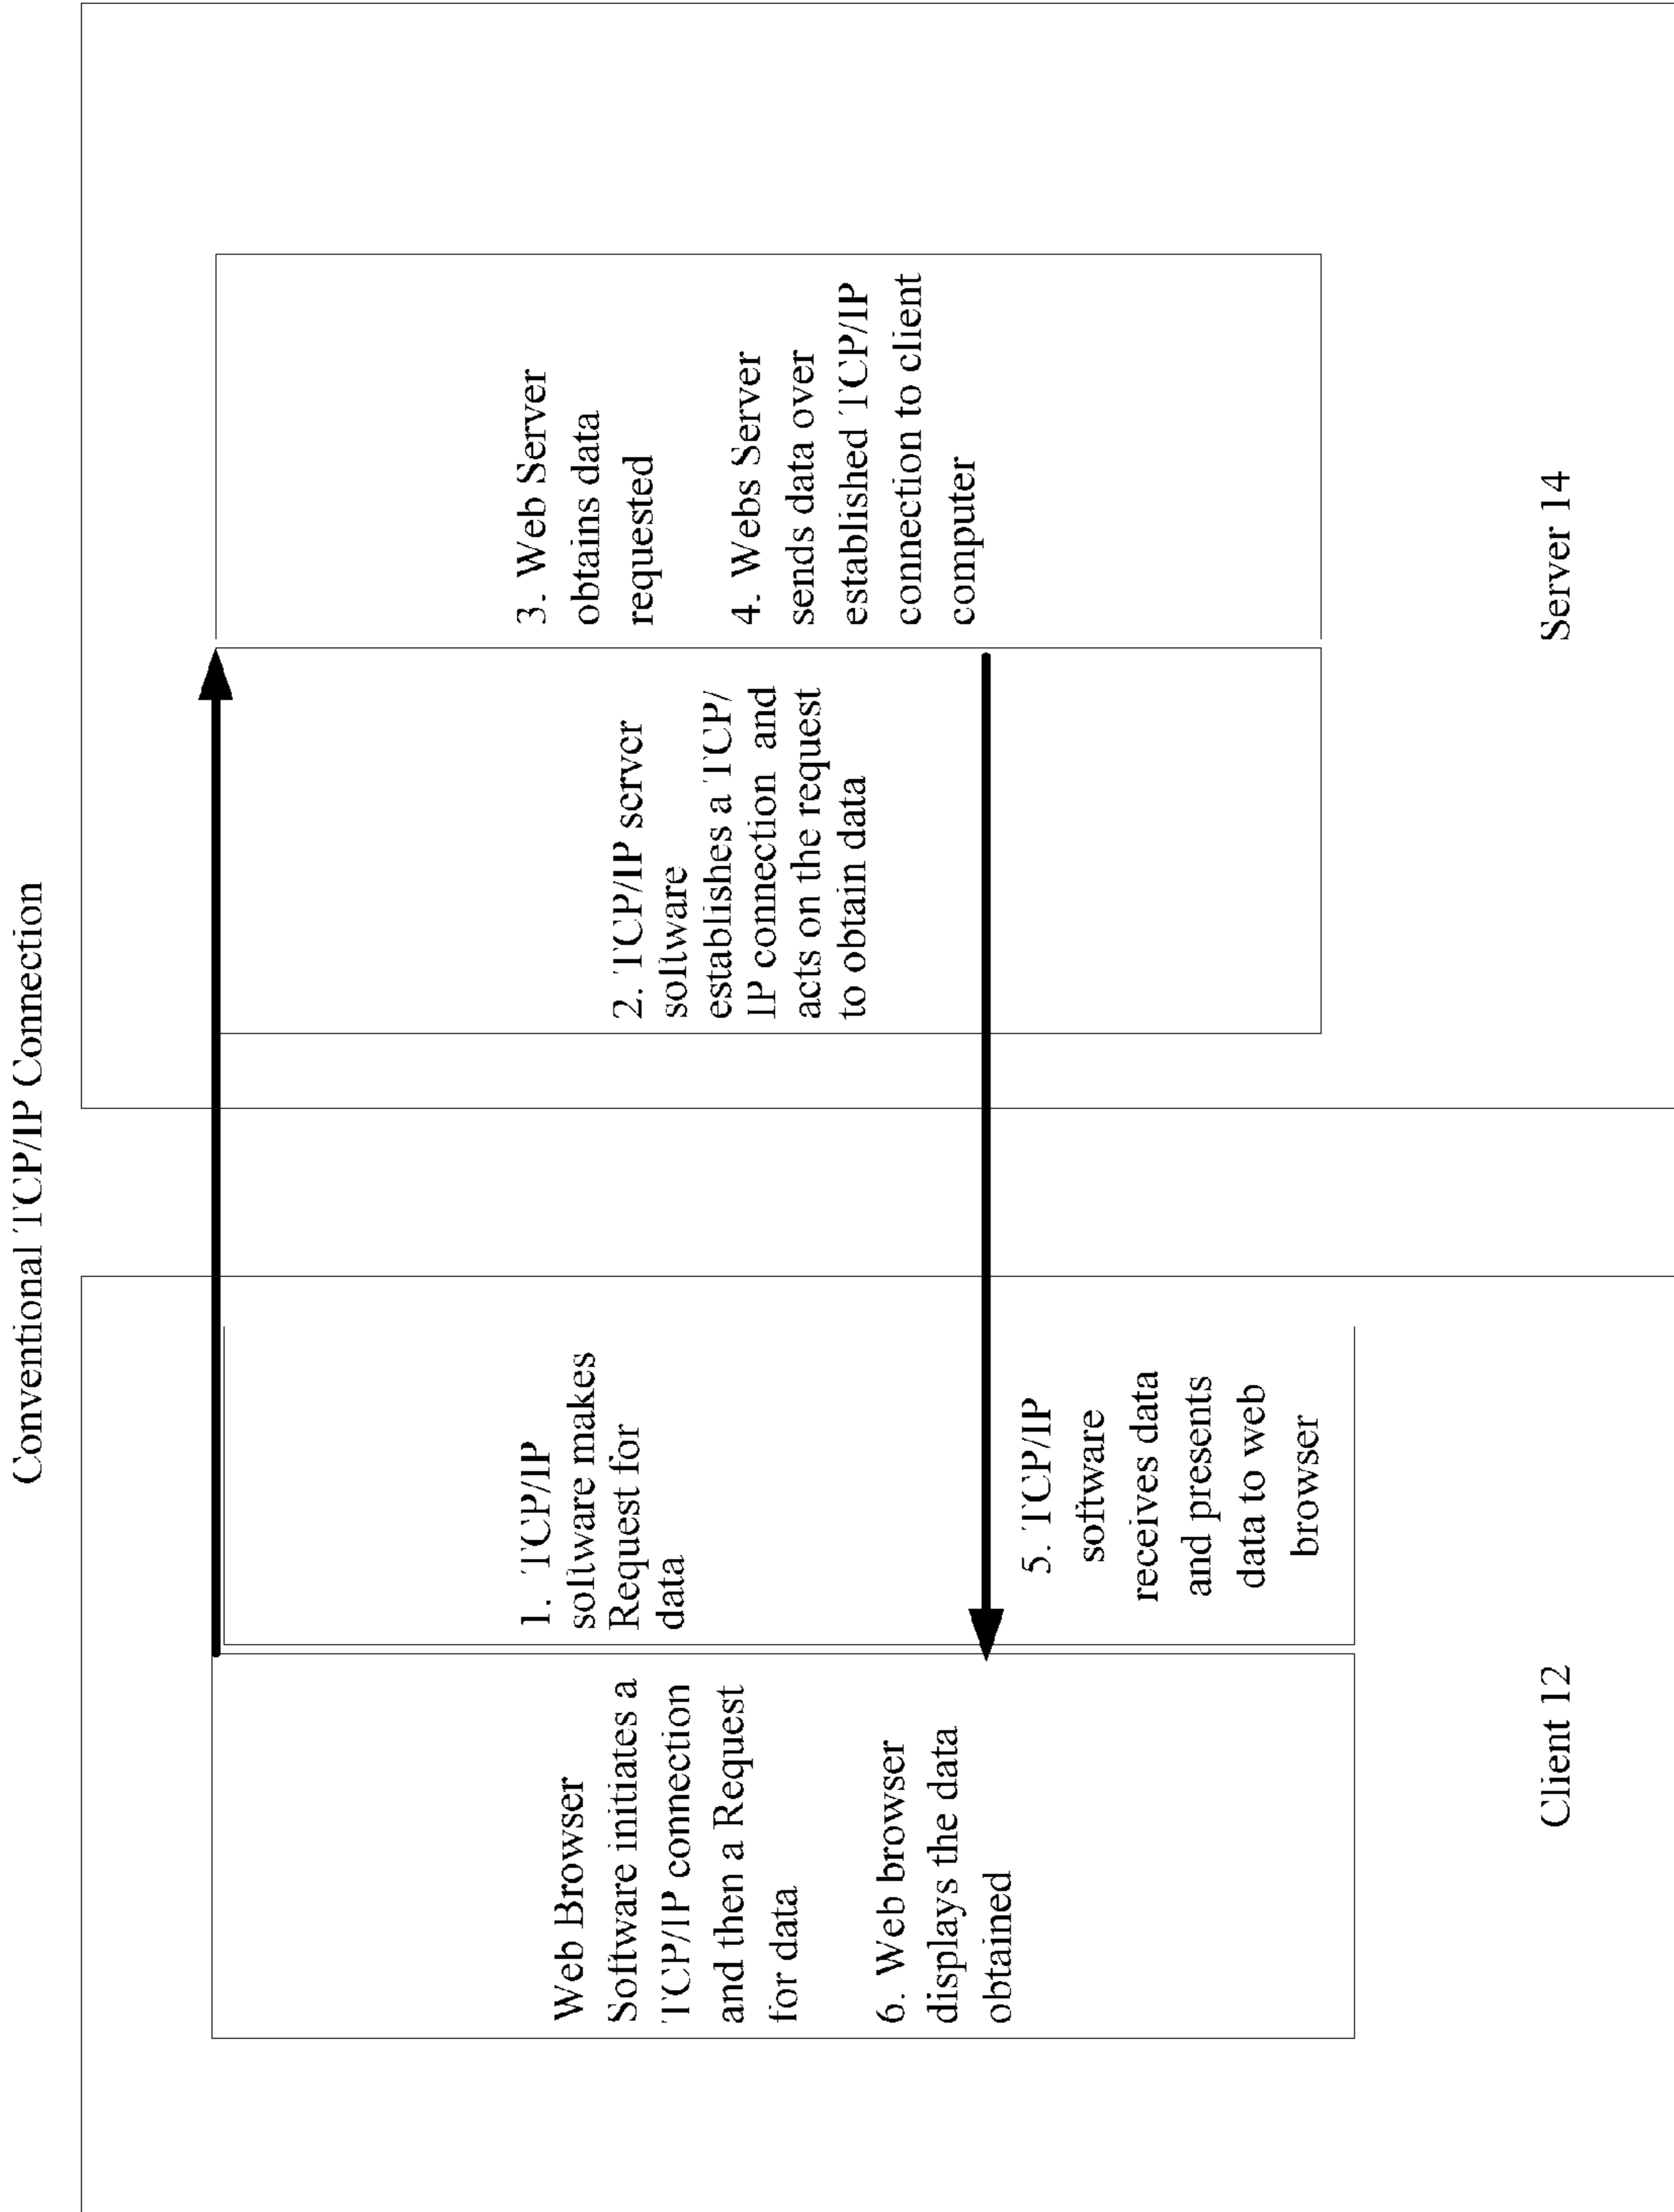 Conventional TCP/IP Connection
Web Browser
Software initiates a
TCP/IP connection
and then a Request
for data
6. Web browser
displays the data
obtained
1. TCP/IP
software makes
Request for
data
5. TCP/IP
software
receives data
and presents
data to web
browser
2. TCP/IP server
software
establishes a TCP/
IP connection and
acts on the request
to obtain data
3. Web Server
obtains data
requested
4. Webs Server
sends data over
established TCP/IP
connection to client
computer
Client 12
Server 14